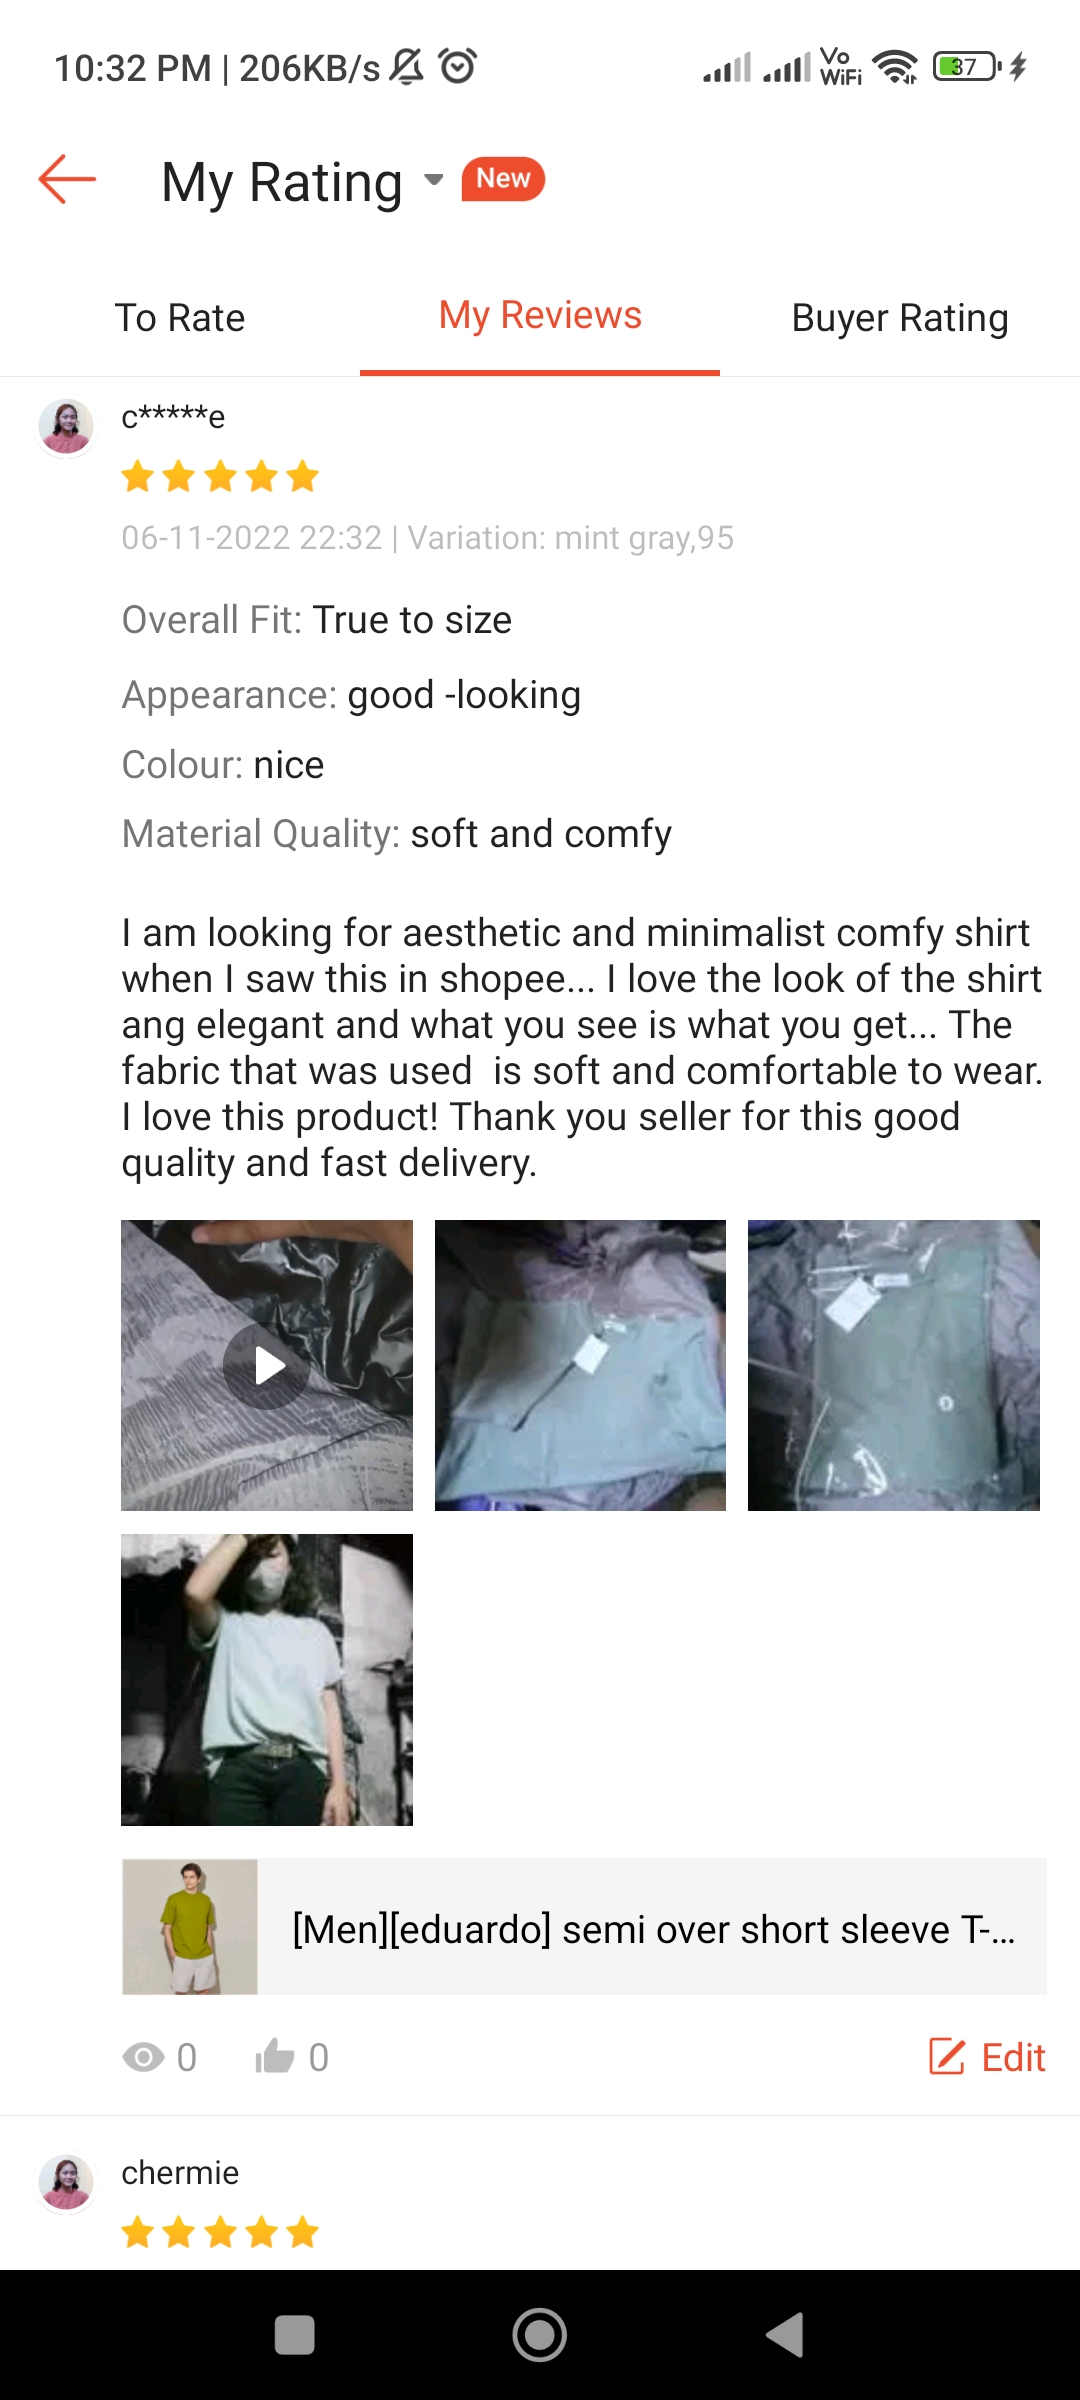 10:32 PM | 206KB/s
Vo
WiFi
37
My Rating
New
To Rate
My Reviews
Buyer Rating
c*****e
06-11-2022 22:32 | Variation: mint gray,95
Overall Fit: True to size
Appearance: good -looking
Colour: nice
Material Quality: soft and comfy
I am looking for aesthetic and minimalist comfy shirt
when I saw this in shopee... I love the look of the shirt
ang elegant and what you see is what you get... The
fabric that was used  is soft and comfortable to wear.
I love this product! Thank you seller for this good
quality and fast delivery.
[Men][eduardo] semi over short sleeve T-...
0
0
Edit
chermie